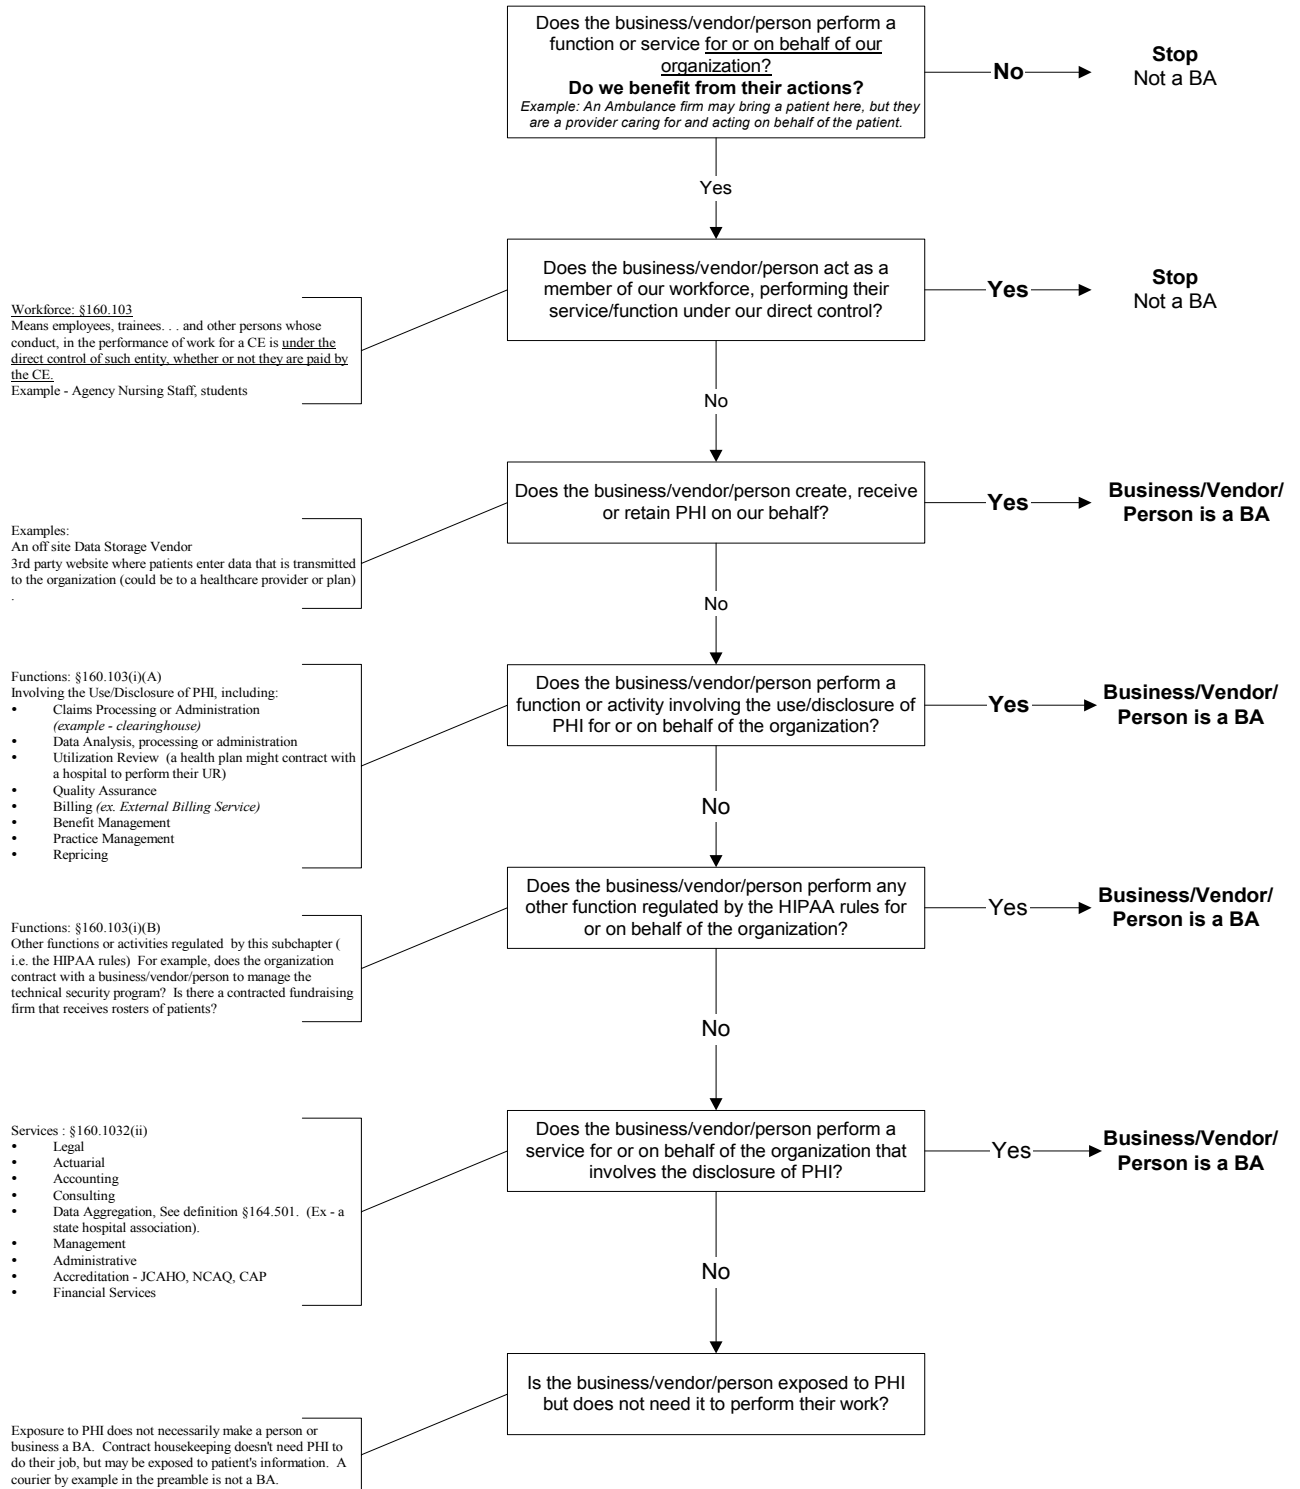 Does the business/vendor/person perform a
function or service for or on behalf of our
organization?
Do we benefit from their actions?
Example: An Ambulance firm may bring a patient here, but they
are a provider caring for and acting on behalf of the patient.
No
Stop
Not a BA
Yes
Does the business/vendor/person act as a
member of our workforce, performing their
service/function under our direct control?
Yes
Stop
Not a BA
Workforce: §160.103
Means employees, trainees. . . and other persons whose
conduct, in the performance of work for a CE is under the
direct control of such entity, whether or not they are paid by
the CE.
Example - Agency Nursing Staff, students
No
Does the business/vendor/person create, receive
or retain PHI on our behalf?
Yes
Business/Vendor/
Person is a BA
Examples:
An off site Data Storage Vendor
3rd party website where patients enter data that is transmitted
to the organization (could be to a healthcare provider or plan)
.
No
Does the business/vendor/person perform a
function or activity involving the use/disclosure of
PHI for or on behalf of the organization?
Yes
Business/Vendor/
Person is a BA
Functions: §160.103(i)(A)
Involving the Use/Disclosure of PHI, including:
• Claims Processing or Administration
(example - clearinghouse)
• Data Analysis, processing or administration
• Utilization Review (a health plan might contract with
a hospital to perform their UR)
• Quality Assurance
• Billing (ex. External Billing Service)
• Benefit Management
• Practice Management
• Repricing
No
Does the business/vendor/person perform any
other function regulated by the HIPAA rules for
or on behalf of the organization?
Yes
Business/Vendor/
Person is a BA
Functions: §160.103(i)(B)
Other functions or activities regulated by this subchapter (
i.e. the HIPAA rules) For example, does the organization
contract with a business/vendor/person to manage the
technical security program? Is there a contracted fundraising
firm that receives rosters of patients?
No
Does the business/vendor/person perform a
service for or on behalf of the organization that
involves the disclosure of PHI?
Yes
Business/Vendor/
Person is a BA
Services : §160.1032(ii)
• Legal
• Actuarial
• Accounting
• Consulting
• Data Aggregation, See definition §164.501. (Ex - a
state hospital association).
• Management
• Administrative
• Accreditation - JCAHO, NCAQ, CAP
• Financial Services
No
Is the business/vendor/person exposed to PHI
but does not need it to perform their work?
Exposure to PHI does not necessarily make a person or
business a BA. Contract housekeeping doesn't need PHI to
do their job, but may be exposed to patient's information. A
courier by example in the preamble is not a BA.